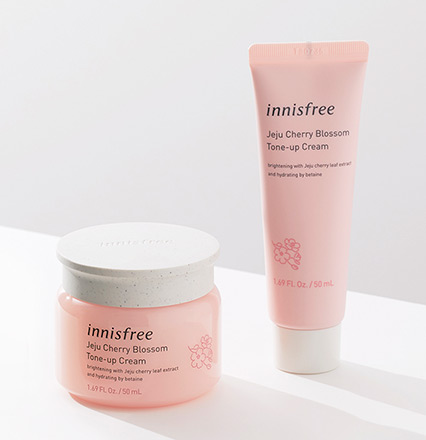 innisfree
Jeju Cherry Blossom
Tone-up Cream
brightening with Jeju cherry leaf extract
and hydrating by betaine
1.69 FL. Oz. / 50 mL
innisfree
innisfree
Jeju Cherry Blossom
Tone-up Cream
brightening with Jeju cherry leaf extract
and hydrating by betaine
1.69 FL. Oz. / 50 mL